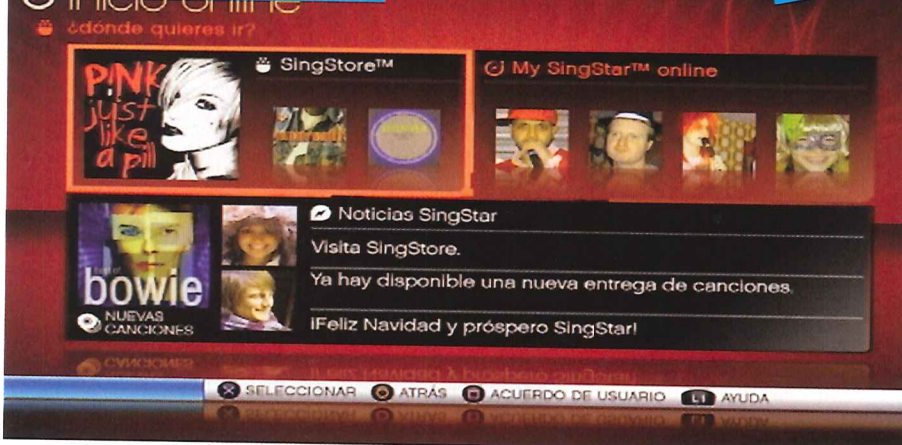 inicio online
¿dónde quieres ir?
P!NK
just
like
a pill
SingStore™
My SingStar™ online
best of
bowie
NUEVAS
CANCIONES
Noticias SingStar
Visita SingStore.
Ya hay disponible una nueva entrega de canciones.
¡Feliz Navidad y próspero SingStar!
SELECCIONAR
ATRÁS
ACUERDO DE USUARIO
L1 AYUDA